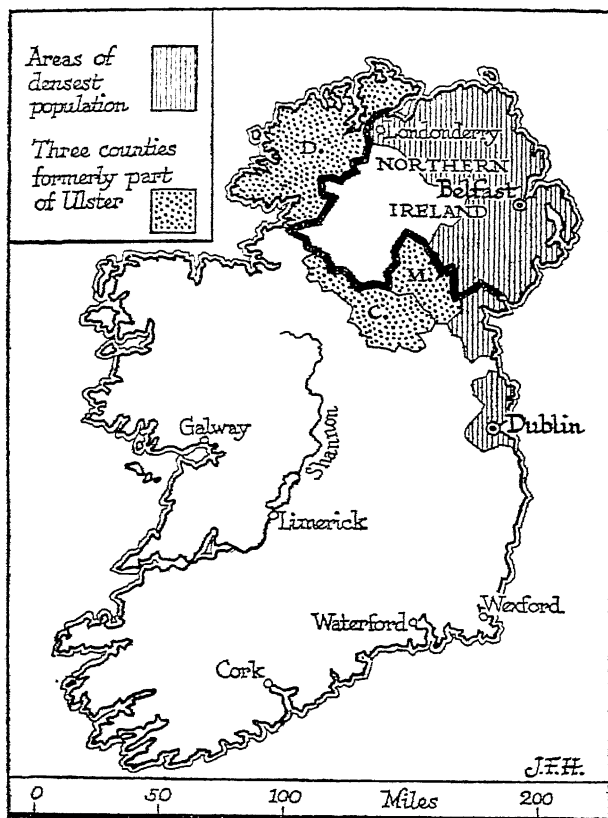 Areas of
densest
population
Three counties
formerly part
of Ulster
D.
Londonderry
NORTHERN
Belfast
IRELAND
M.
C.
Dublin
Galway
Shannon
Limerick
Wexford
Waterford
Cork
J.F.H.
0 50 100 Miles 200